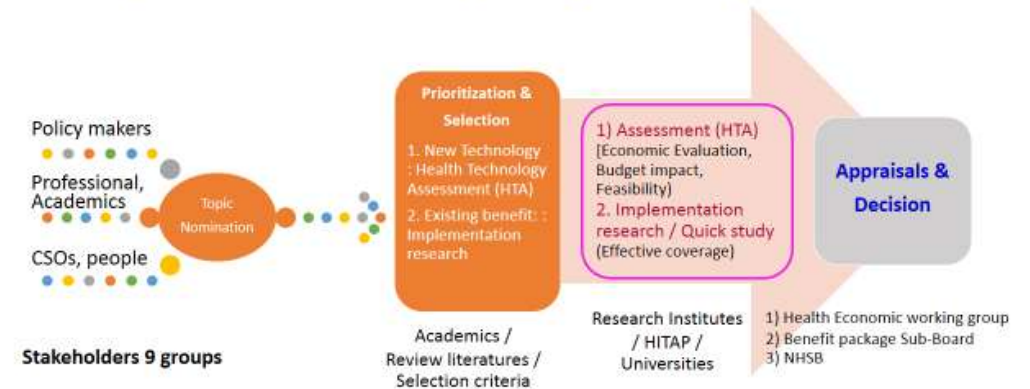 Policy makers
Professional,
Academics
CSOs, people
Stakeholders 9 groups
Topic
Nomination
Prioritization &
Selection
1. New Technology
: Health Technology
Assessment (HTA)
2. Existing benefit: :
Implementation
research
Academics /
Review literatures /
Selection criteria
1) Assessment (HTA)
[Economic Evaluation,
Budget impact,
Feasibility)
2. Implementation
research / Quick study
(Effective coverage)
Research Institutes
/ HITAP /
Universities
Appraisals &
Decision
1) Health Economic working group
2) Benefit package Sub-Board
3) NHSB